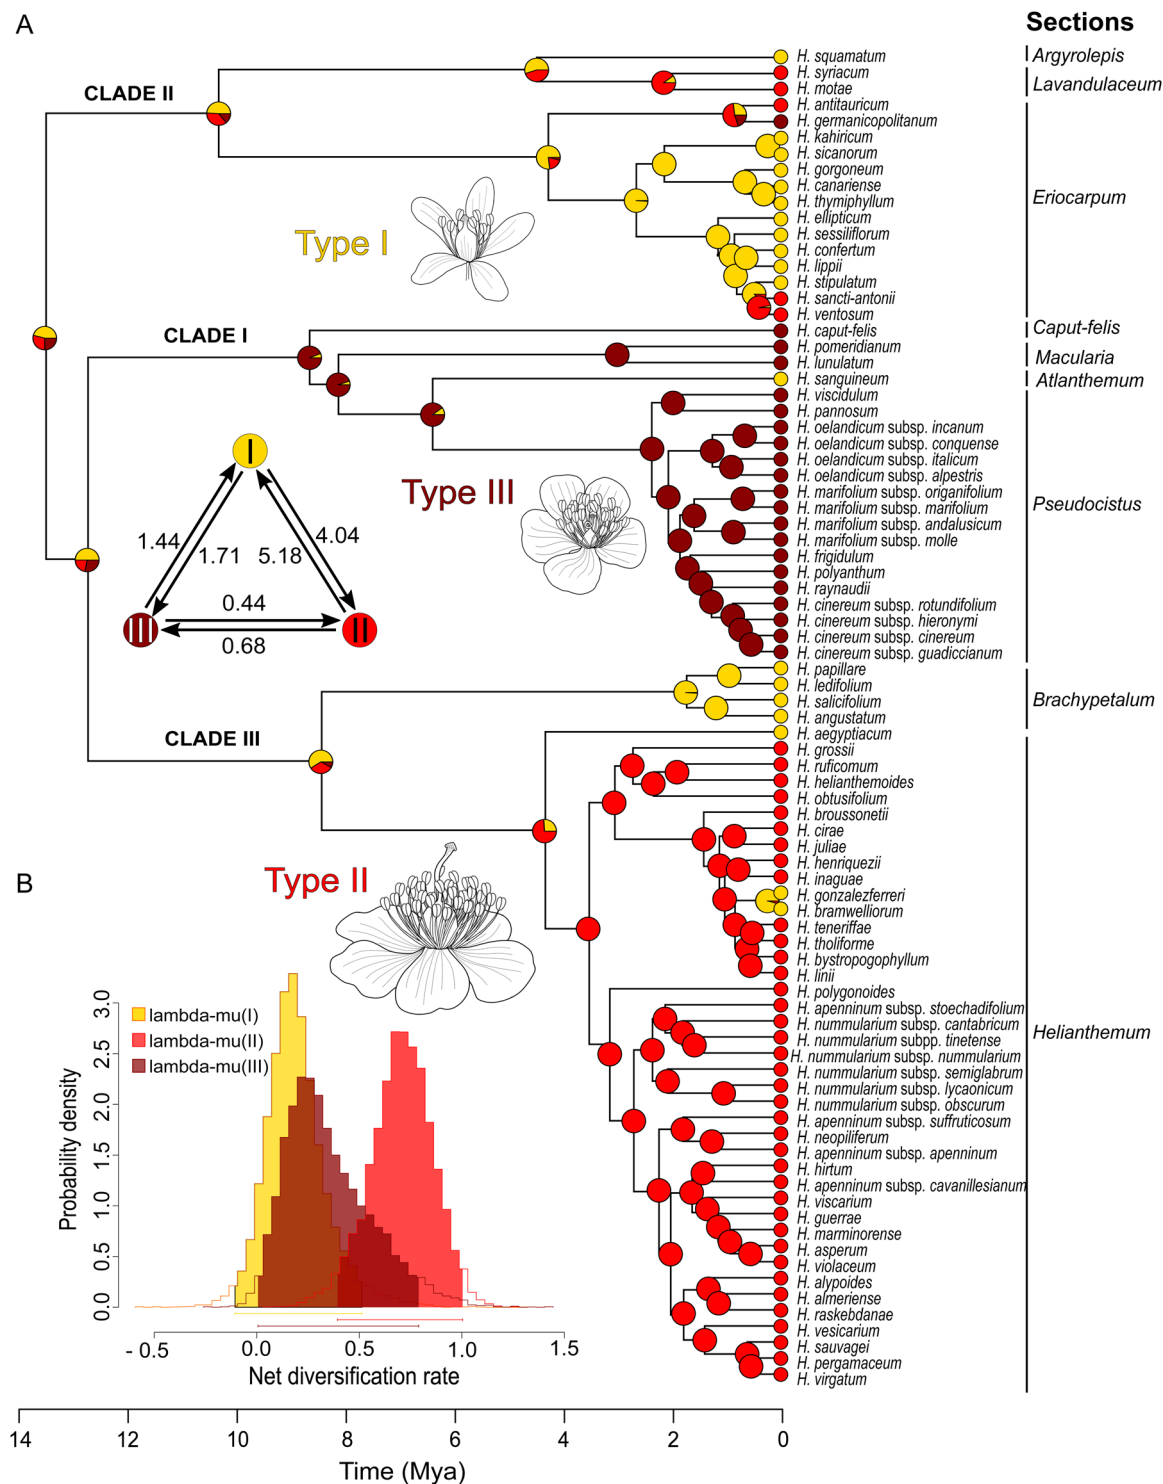 A
Sections
H. squamatum
Argyrolepis
H. syriacum
Lavandulaceum
H. motae
CLADE II
H. antitauricum
H. germanicopolitanum
H. kahiricum
H. sicanorum
H. gorgoneum
H. canariense
Eriocarpum
H. thymiphyllum
H. ellipticum
Type I
H. sessiliflorum
H. confertum
H. lippii
H. stipulatum
H. sancti-antonii
H. ventosum
CLADE I
H. caput-felis
Caput-felis
H. pomeridianum
Macularia
H. lunulatum
H. sanguineum
Atlanthemum
H. viscidulum
H. pannosum
H. oelandicum subsp. incanum
H. oelandicum subsp. conquense
I
H. oelandicum subsp. italicum
H. oelandicum subsp. alpestris
Type III
H. marifolium subsp. origanifolium
H. marifolium subsp. marifolium
Pseudocistus
H. marifolium subsp. andalusicum
H. marifolium subsp. molle
1.44
1.71
5.18
4.04
H. frigidulum
H. polyanthum
H. raynaudii
0.44
H. cinereum subsp. rotundifolium
H. cinereum subsp. hieronymi
III
II
0.68
H. cinereum subsp. cinereum
H. cinereum subsp. guadiccianum
H. papillare
H. ledifolium
H. salicifolium
Brachypetalum
H. angustatum
CLADE III
H. aegyptiacum
H. grossii
H. ruficomum
H. helianthemoides
H. obtusifolium
H. broussonetii
H. cirae
H. juliae
H. henriquezii
H. inaguae
Type II
B
H. gonzalezferreri
H. bramwelliorum
H. teneriffae
H. tholiforme
H. bystropogophyllum
H. linii
H. polygonoides
H. apenninum subsp. stoechadifolium
H. nummularium subsp. cantabricum
Helianthemum
H. nummularium subpp. tinetense
H. nummularium subsp. nummularium
H. nummularium subsp. semiglabrum
H. nummularium subsp. lycaonicum
H. nummularium subsp. obscurum
H. apenninum subsp. suffruticosum
H. neopiliferum
H. apenninum subsp. apenninum
H. hirtum
H. apenninum subsp. cavanillesianum
H. viscarium
H. guerrae
H. marminorense
H. asperum
H. violaceum
H. alypoides
H. almeriense
H. raskebdanae
H. vesicarium
H. sauvagei
H. pergamaceum
H. virgatum
lambda-mu(I)
lambda-mu(II)
lambda-mu(III)
Probability density
3.0
2.5
2.0
1.5
1.0
0.5
0.0
- 0.5
0.0
0.5
1.0
1.5
Net diversification rate
14
12
10
8
6
4
2
0
Time (Mya)